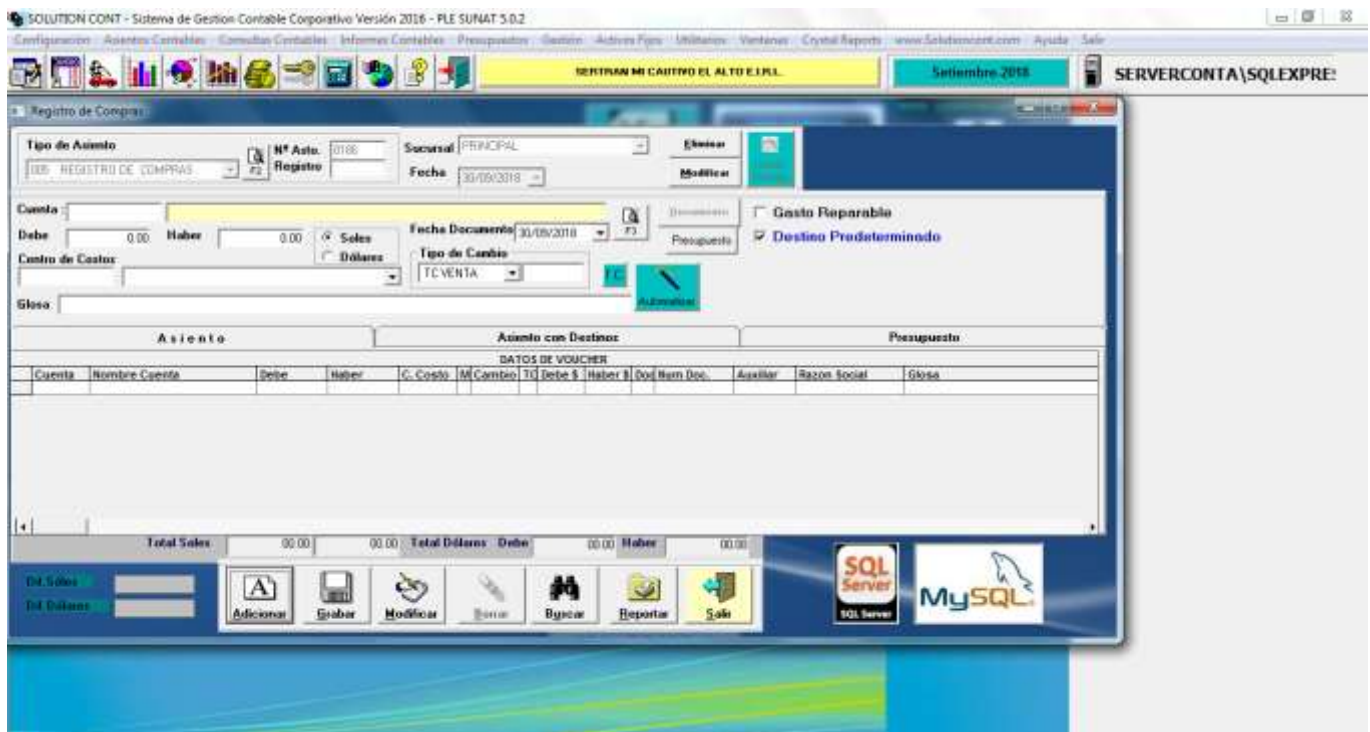 SOLUTION CONT - Sistema de Gestion Contable Corporativo Versión 2016 - PLE SUNAT 5.0.2
Configuracion Asientos Contables Consultas Contables Informes Contables Presupuestos Gestión Activos Fijos Utilitarios Ventanas Crystal Reports www.Solutioncont.com Ayuda Salir
SERTRAN MI CAUTIVO EL ALTO E.I.R.L. Setiembre-2018 SERVERCONTA\SQLEXPRE
Registro de Compras
Tipo de Asiento
005 REGISTRO DE COMPRAS
F2
Nº Asto. 0186
Registro
Sucursal PRINCIPAL
Fecha 30/09/2018
Eliminar
Modificar
Cuenta :
F3
Documento
Gasto Reparable
Debe 0.00 Haber 0.00 Soles
Dólares
Fecha Documento 30/09/2018
Presupuesto
Destino Predeterminado
Centro de Costos
Tipo de Cambio
TC VENTA
T.C.
Automatizar
Glosa
Asiento Asiento con Destinos Presupuesto
DATOS DE VOUCHER
Cuenta Nombre Cuenta Debe Haber C. Costo M Cambio TC Debe $ Haber $ Doc Num Doc. Auxiliar Razon Social Glosa
Total Soles 00.00 00.00 Total Dólares Debe 00.00 Haber 00.00
Dif.Soles
Dif.Dólares
Adicionar Grabar Modificar Borrar Buscar Reportar Salir
SQL Server
SQL Server
MySQL